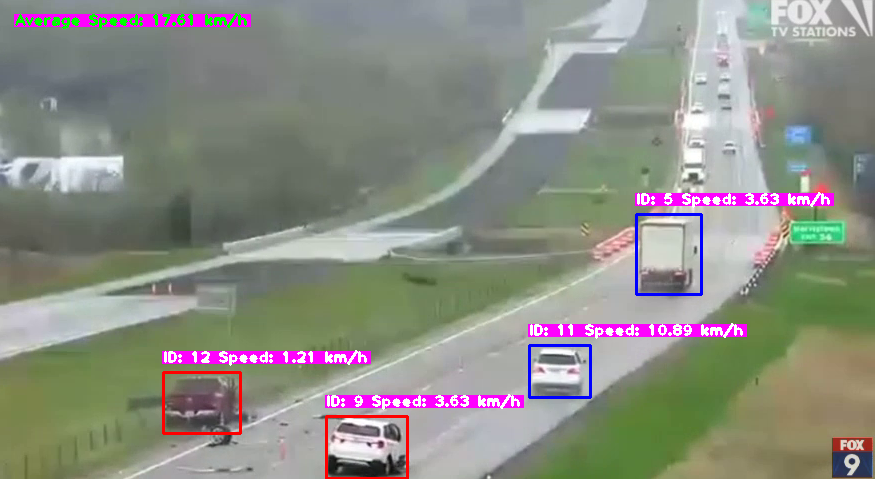 Average Speed: 17.61 km/h
FOX
TV STATIONS
ID: 5 Speed: 3.63 km/h
ID: 11 Speed: 10.89 km/h
ID: 12 Speed: 1.21 km/h
ID: 9 Speed: 3.63 km/h
FOX
9